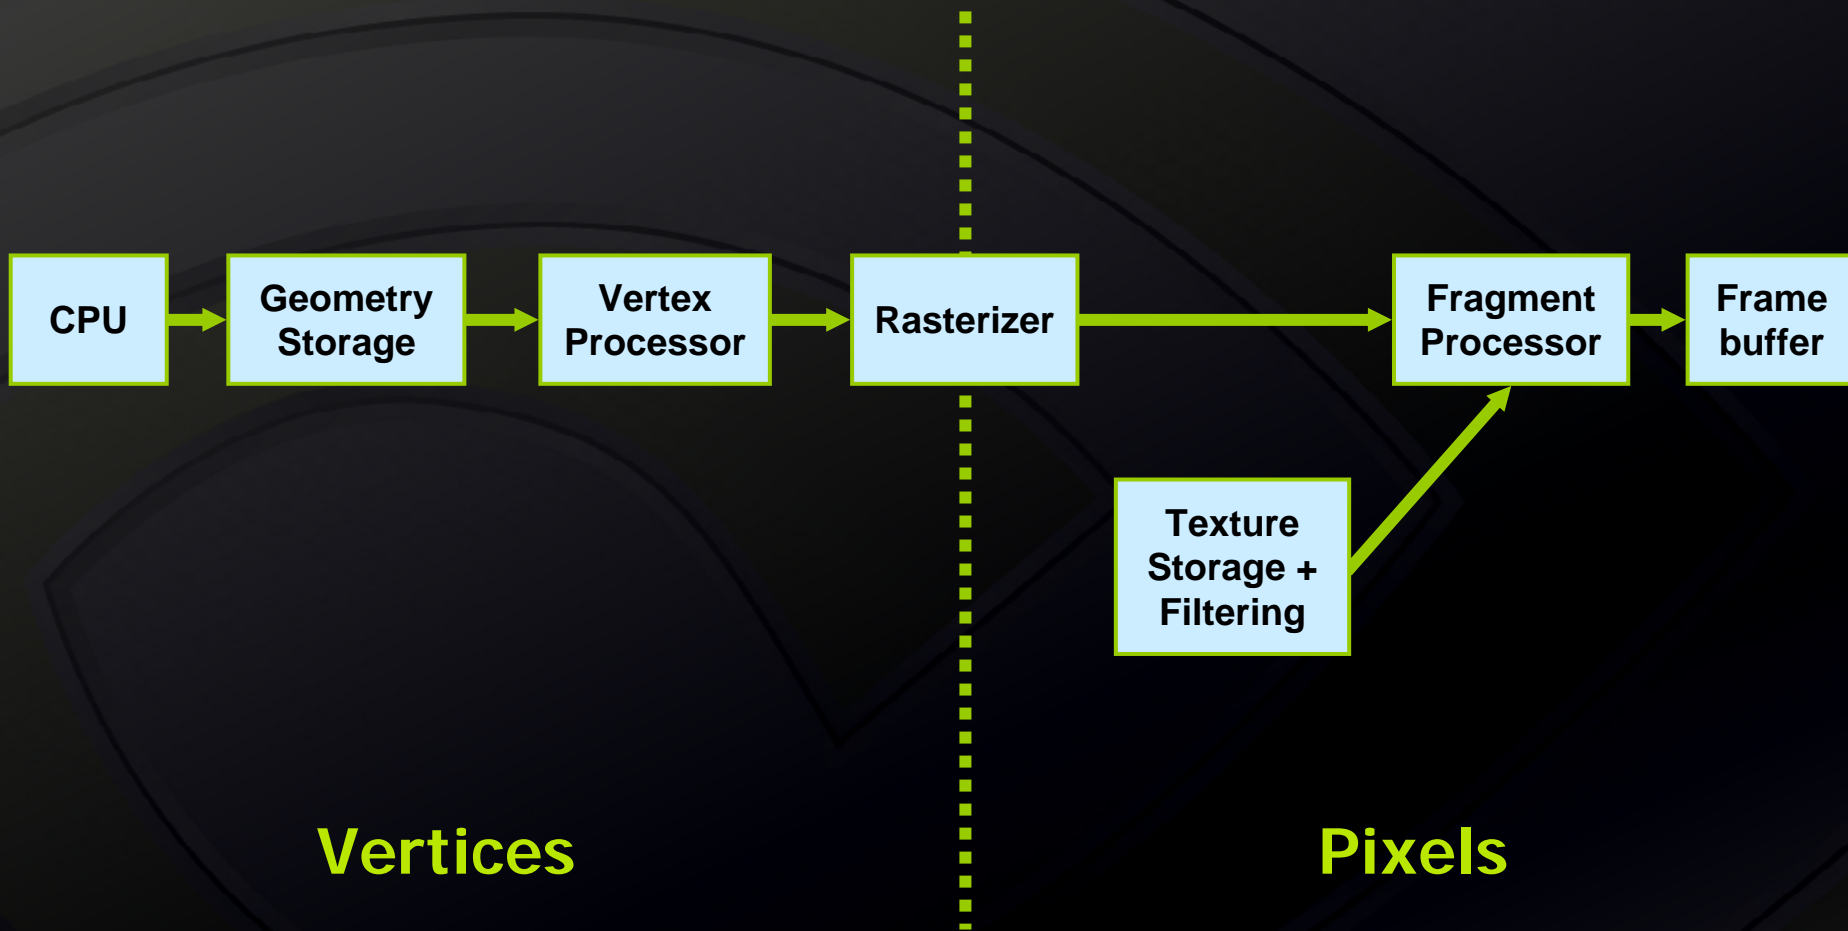 CPU
Geometry
Storage
Vertex
Processor
Rasterizer
Fragment
Processor
Frame
buffer
Texture
Storage +
Filtering
Vertices
Pixels